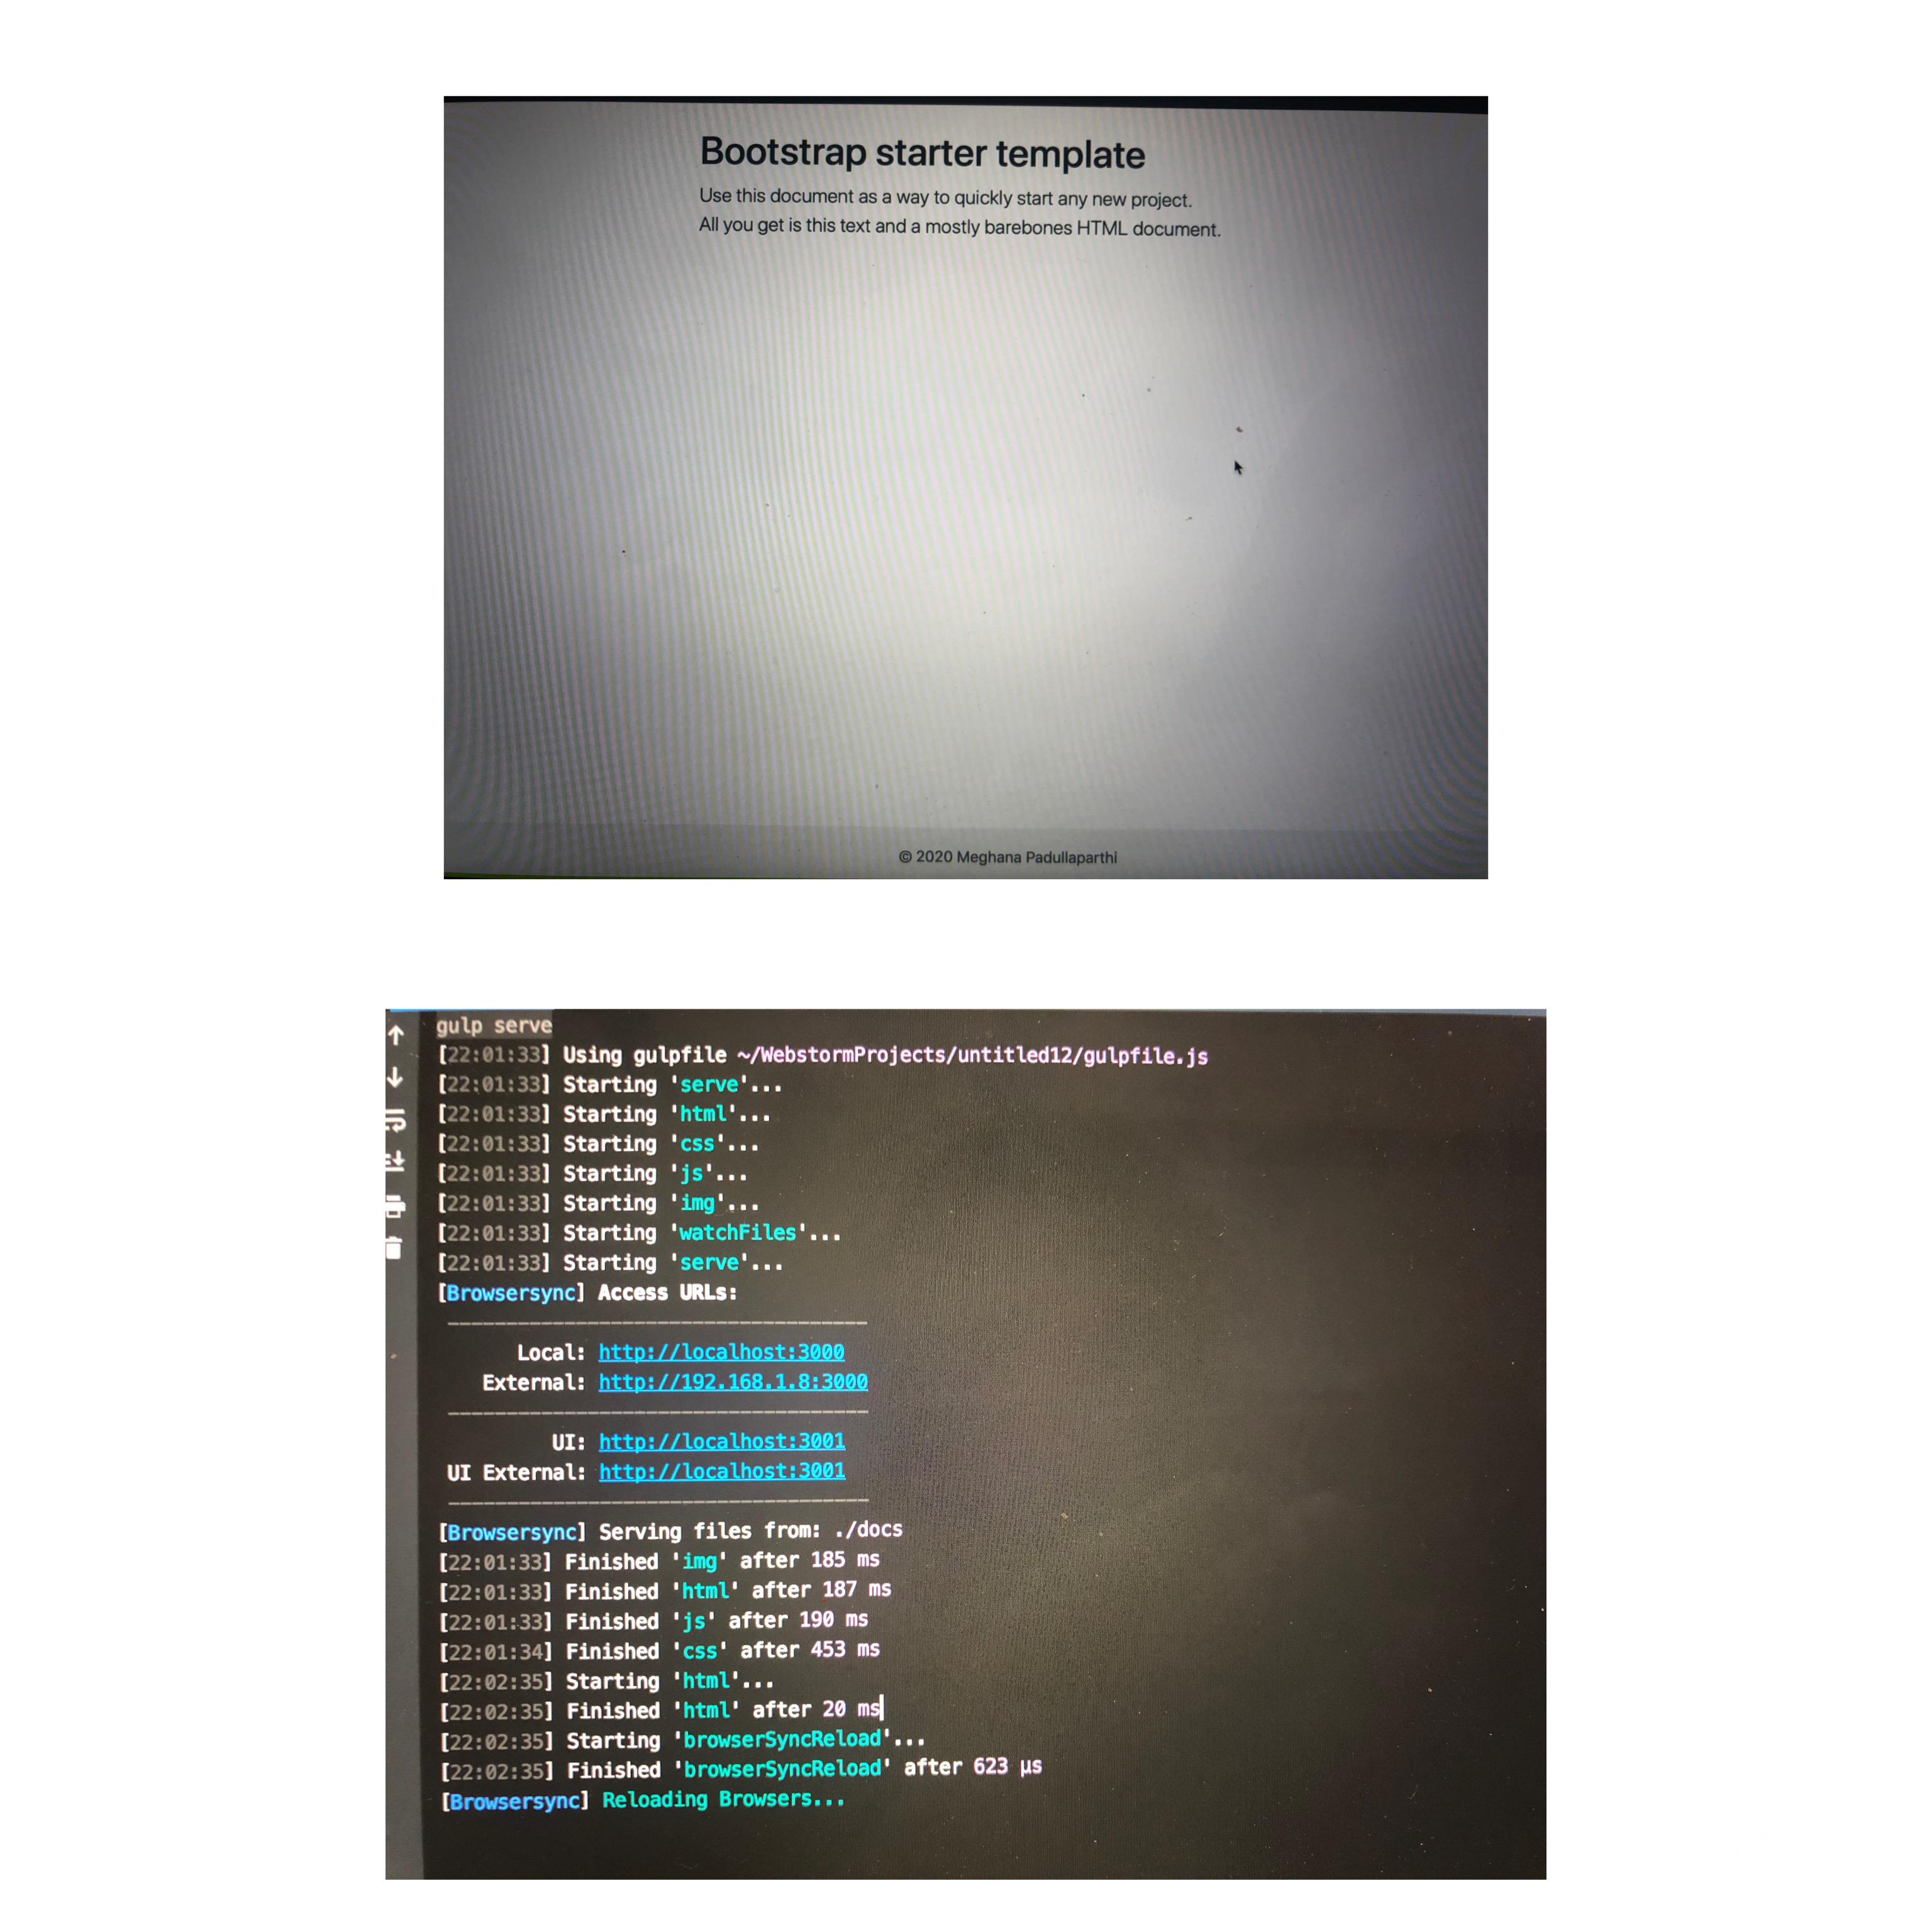 Bootstrap starter template
Use this document as a way to quickly start any new project.
All you get is this text and a mostly barebones HTML document.
© 2020 Meghana Padullaparthi
gulp serve
[22:01:33] Using gulpfile ~/WebstormProjects/untitled12/gulpfile.js
[22:01:33] Starting 'serve'...
[22:01:33] Starting 'html'...
[22:01:33] Starting 'css'...
[22:01:33] Starting 'js'...
[22:01:33] Starting 'img'...
[22:01:33] Starting 'watchFiles'...
[22:01:33] Starting 'serve'...
[Browsersync] Access URLs:
Local: http://localhost:3000
External: http://192.168.1.8:3000
UI: http://localhost:3001
UI External: http://localhost:3001
[Browsersync] Serving files from: ./docs
[22:01:33] Finished 'img' after 185 ms
[22:01:33] Finished 'html' after 187 ms
[22:01:33] Finished 'js' after 190 ms
[22:01:34] Finished 'css' after 453 ms
[22:02:35] Starting 'html'...
[22:02:35] Finished 'html' after 20 ms
[22:02:35] Starting 'browserSyncReload'...
[22:02:35] Finished 'browserSyncReload' after 623 μs
[Browsersync] Reloading Browsers...